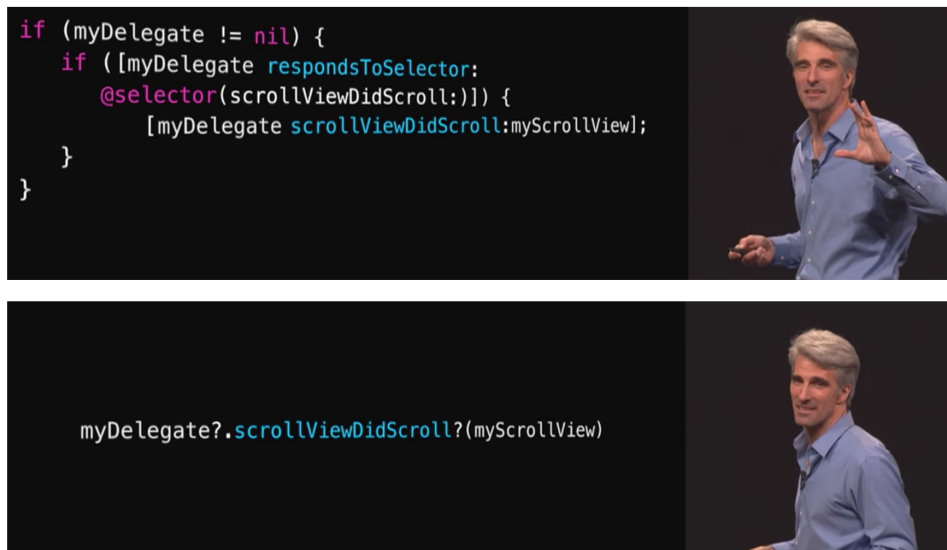 if (myDelegate != nil) {
if ([myDelegate respondsToSelector:
@selector(scrollViewDidScroll:)]) {
[myDelegate scrollViewDidScroll:myScrollView];
}
}
myDelegate?.scrollViewDidScroll?(myScrollView)